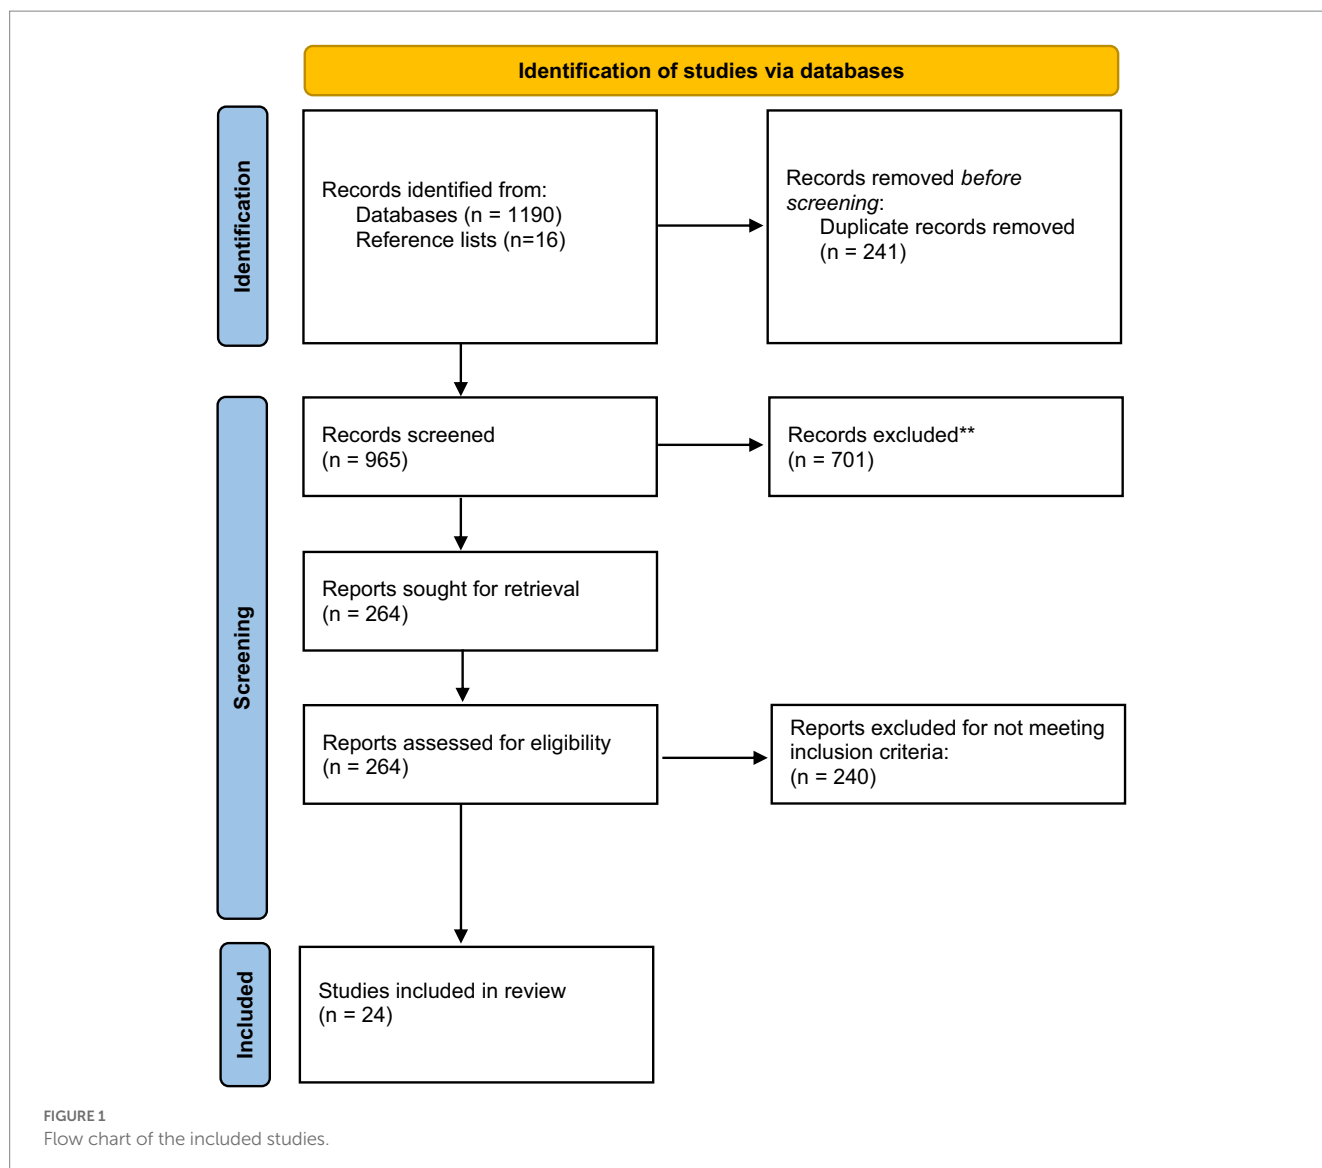 Identification of studies via databases
Identification
Records identified from:
Databases (n = 1190)
Reference lists (n=16)
Records removed before
screening:
Duplicate records removed
(n = 241)
Screening
Records screened
(n = 965)
Records excluded**
(n = 701)
Reports sought for retrieval
(n = 264)
Reports assessed for eligibility
(n = 264)
Reports excluded for not meeting
inclusion criteria:
(n = 240)
Included
Studies included in review
(n = 24)
FIGURE 1
Flow chart of the included studies.